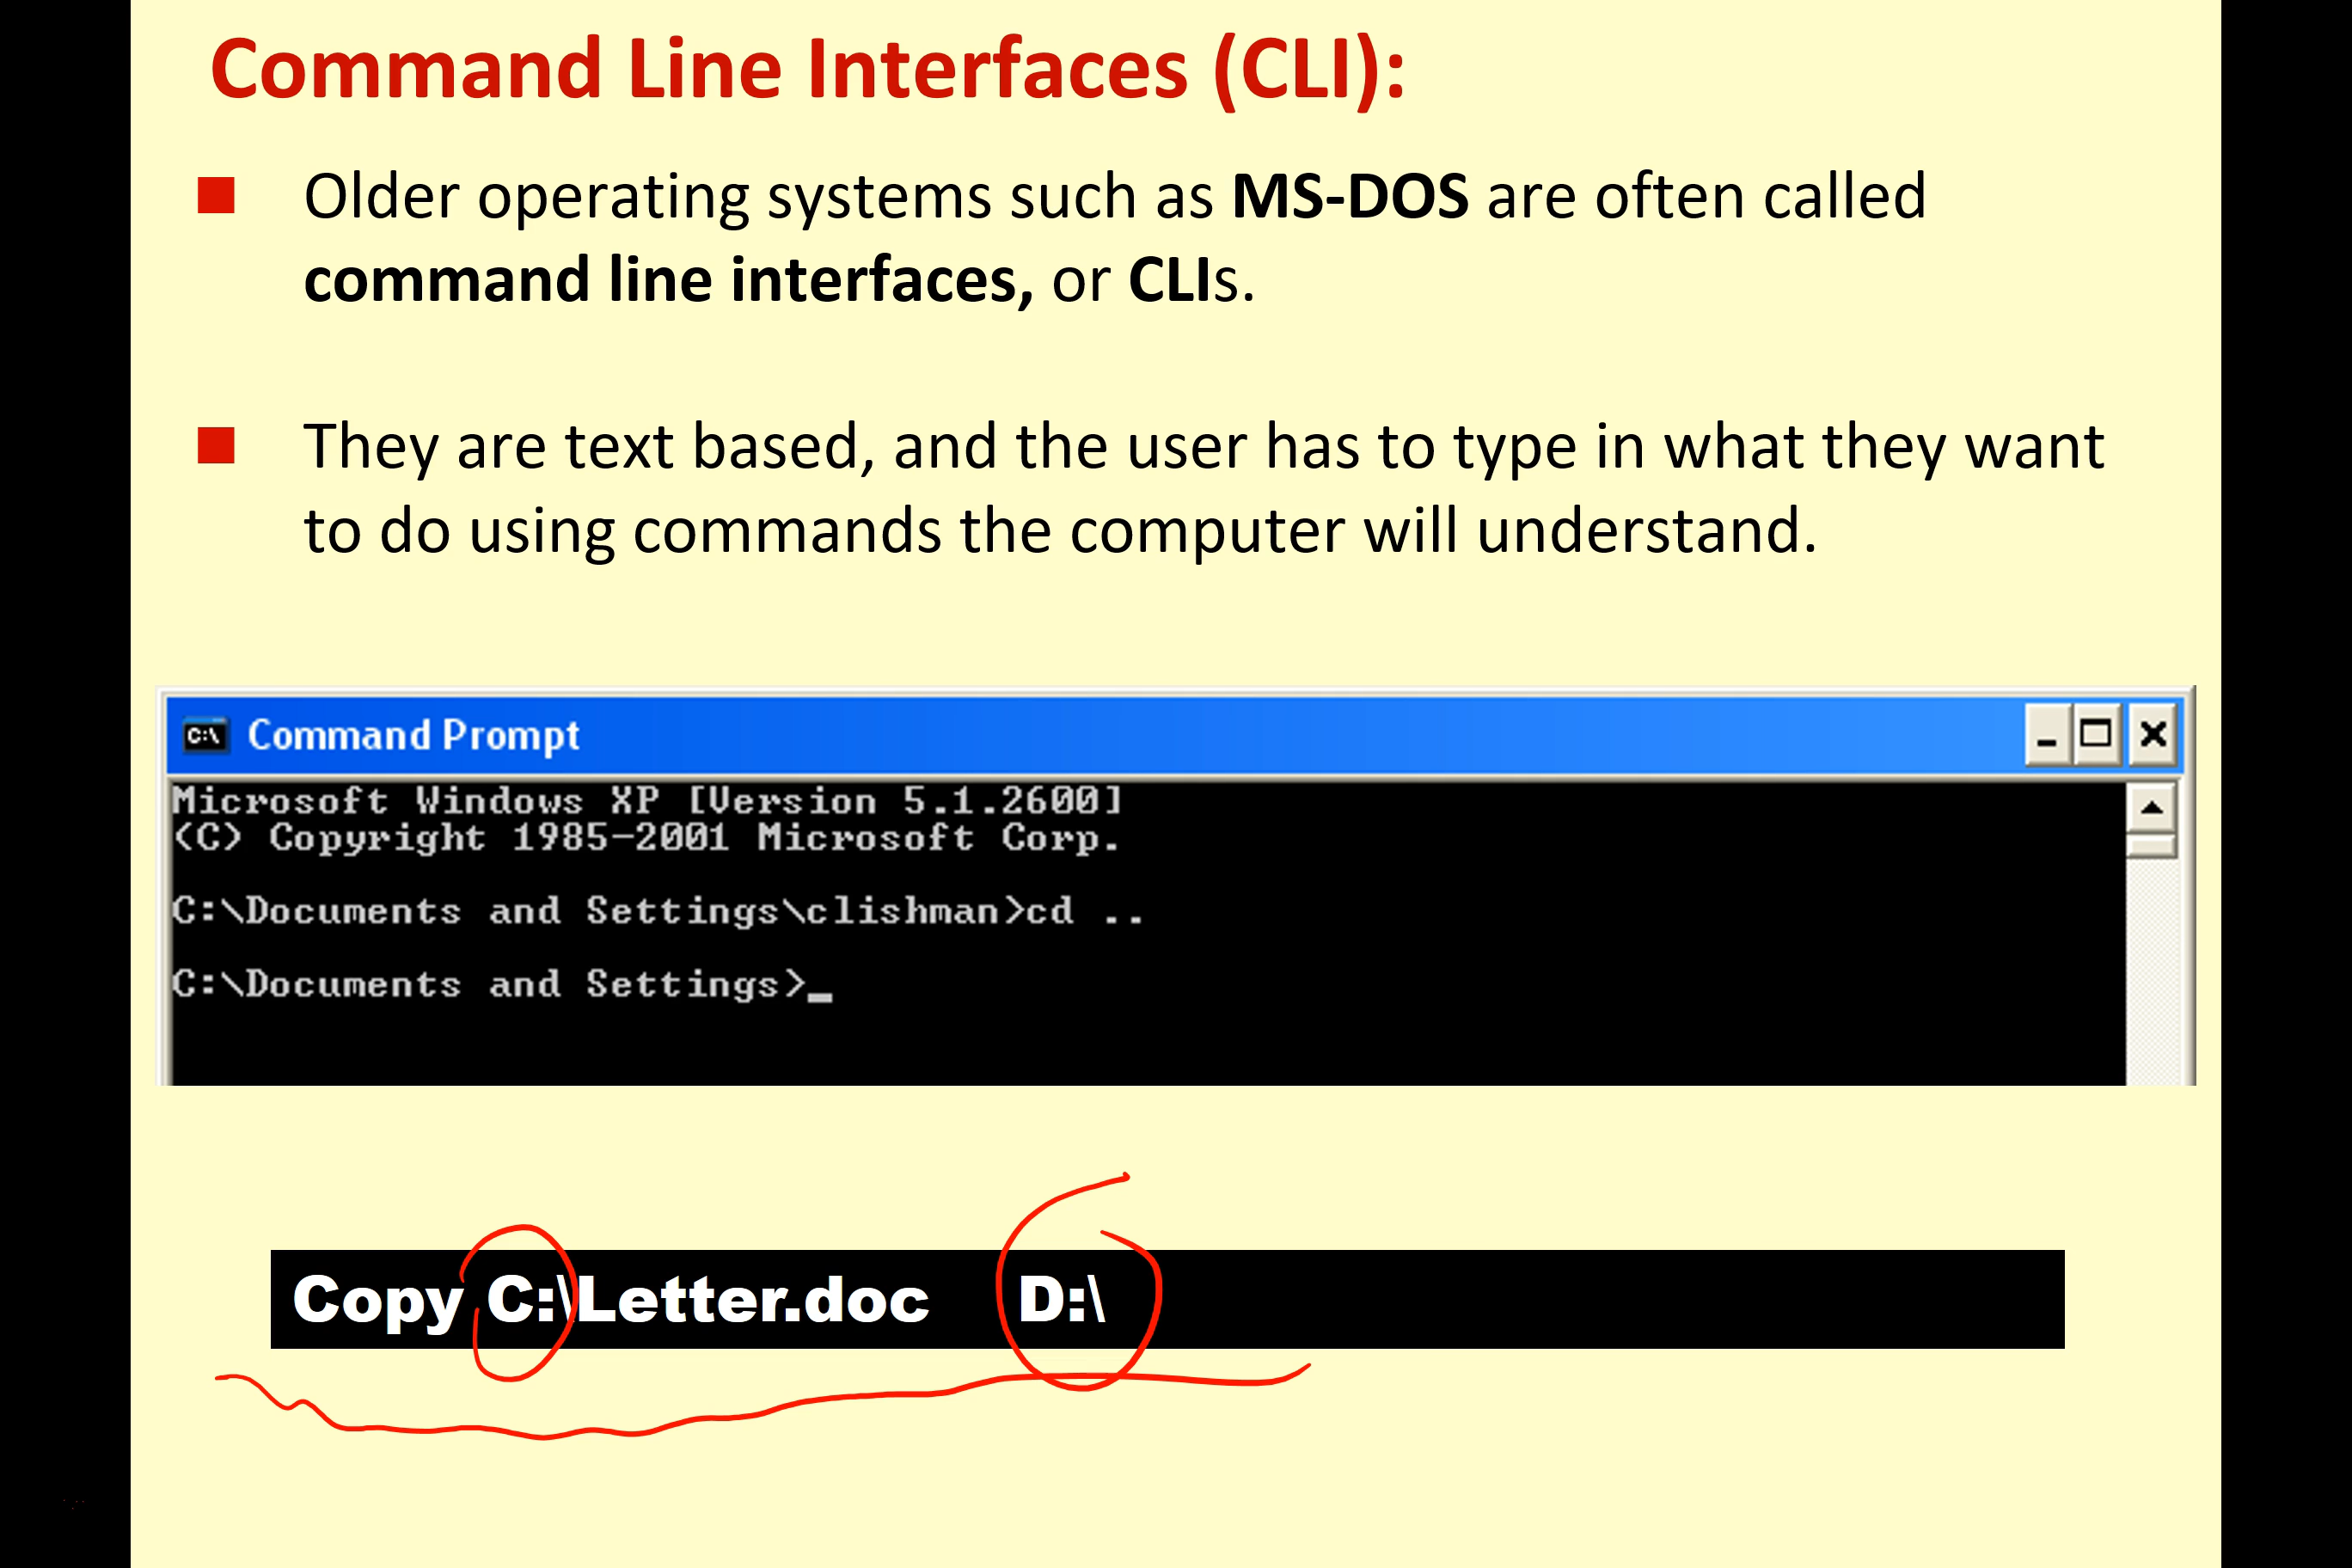 Command Line Interfaces (CLI):
Older operating systems such as MS-DOS are often called
command line interfaces, or CLIs.
They are text based, and the user has to type in what they want
to do using commands the computer will understand.
C:\ Command Prompt
Microsoft Windows XP [Version 5.1.2600]
(C) Copyright 1985-2001 Microsoft Corp.
C:\Documents and Settings\clishman>cd ..
C:\Documents and Settings>_
Copy C:\Letter.doc D:\